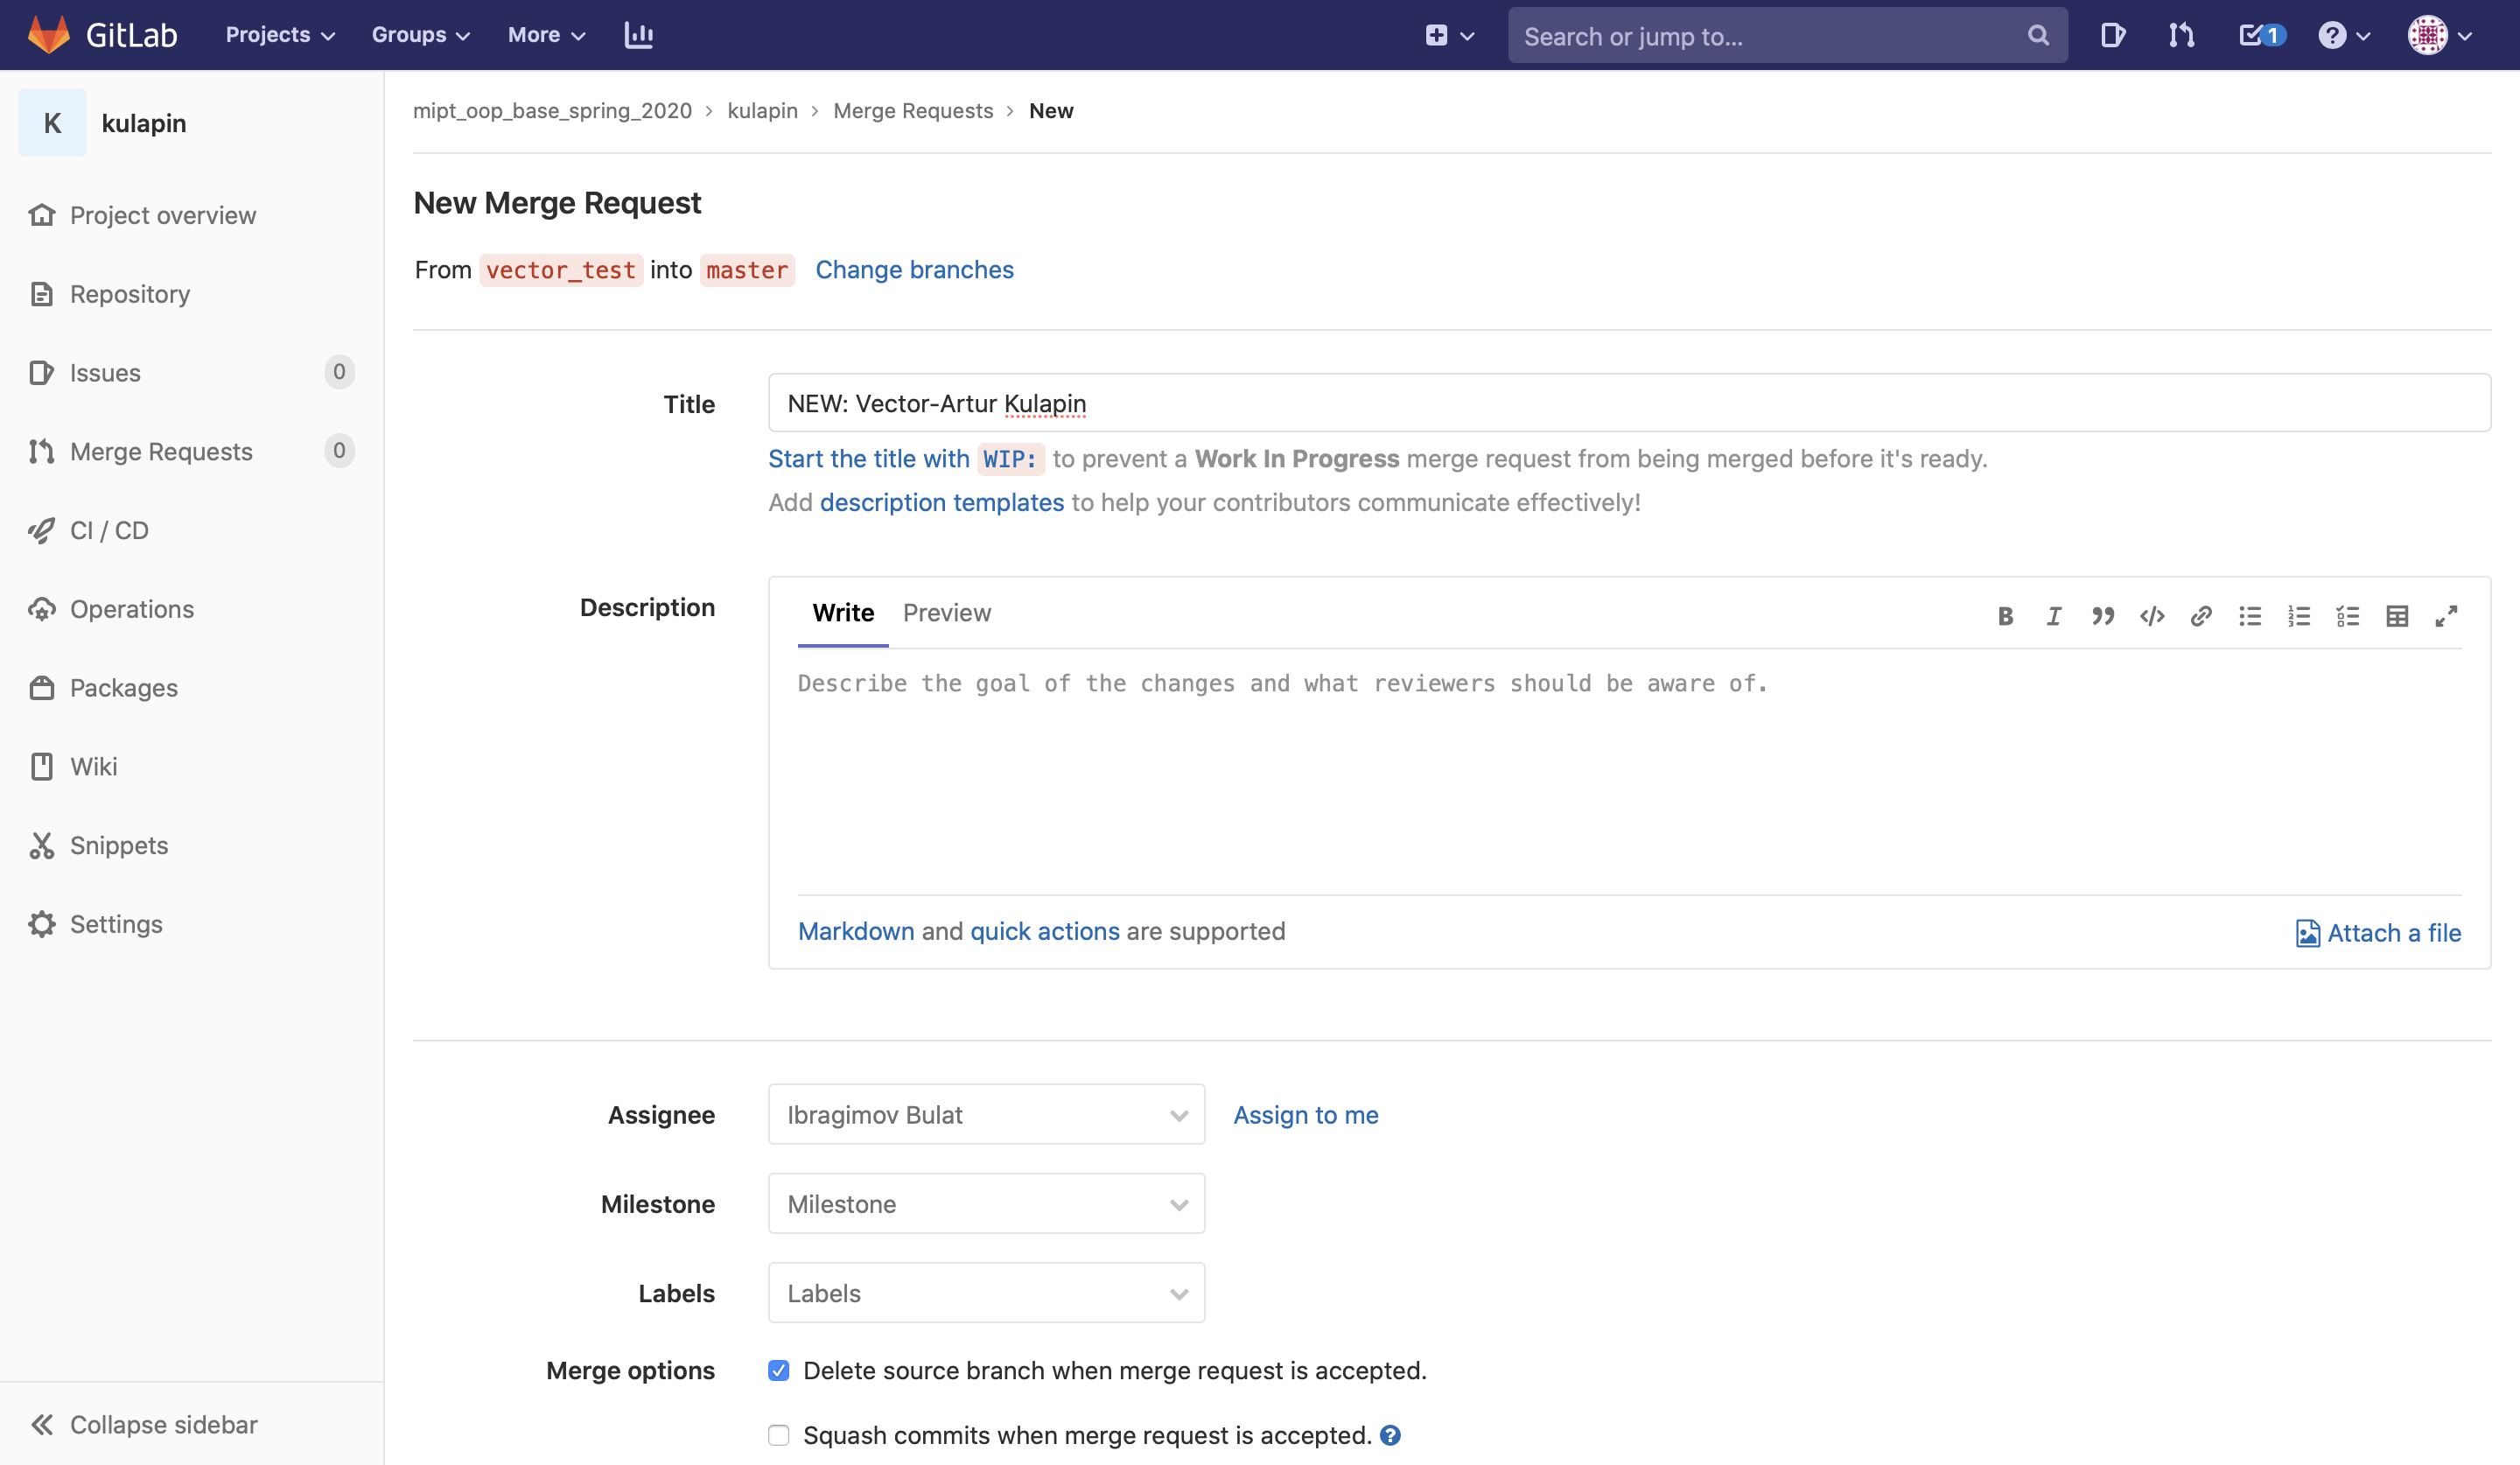 GitLab Projects Groups More Search or jump to... 1
K kulapin
Project overview
Repository
Issues 0
Merge Requests 0
CI / CD
Operations
Packages
Wiki
Snippets
Settings
Collapse sidebar
mipt_oop_base_spring_2020 > kulapin > Merge Requests > New
New Merge Request
From vector_test into master Change branches
Title NEW: Vector-Artur Kulapin
Start the title with WIP: to prevent a Work In Progress merge request from being merged before it's ready.
Add description templates to help your contributors communicate effectively!
Description Write Preview
Describe the goal of the changes and what reviewers should be aware of.
Markdown and quick actions are supported Attach a file
Assignee Ibragimov Bulat Assign to me
Milestone Milestone
Labels Labels
Merge options Delete source branch when merge request is accepted.
Squash commits when merge request is accepted. ?